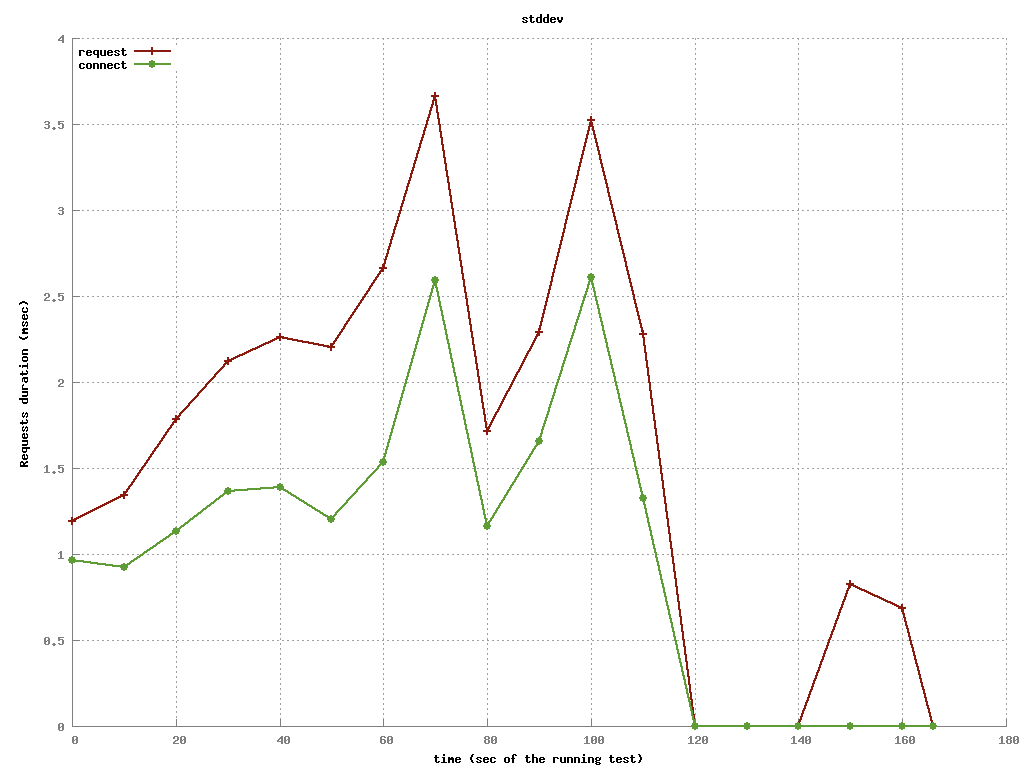 stddev
request
connect
4
3.5
3
2.5
2
1.5
1
0.5
0
Requests duration (msec)
0 20 40 60 80 100 120 140 160 180
time (sec of the running test)